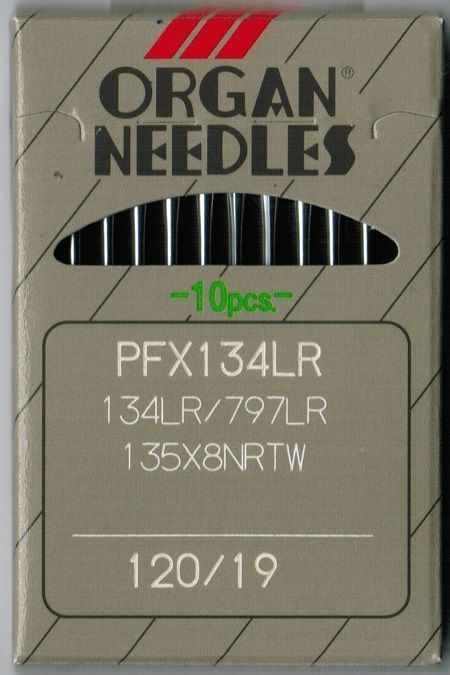 ORGAN®
NEEDLES
-10pcs.-
PFX134LR
134LR/797LR
135X8NRTW
120/19